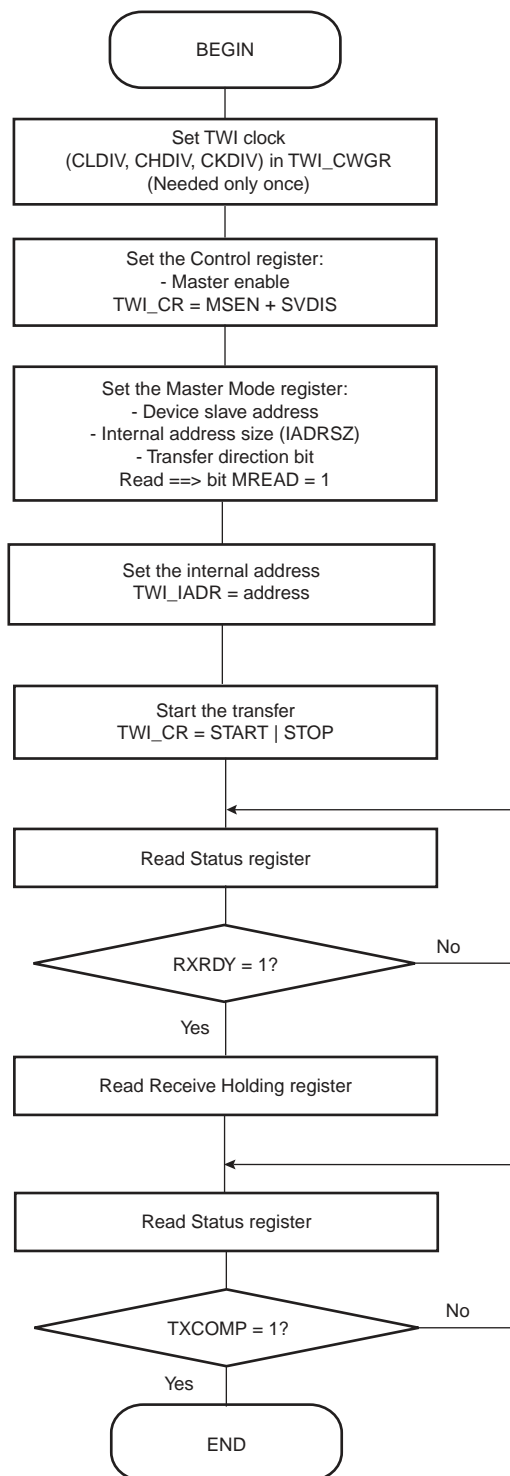 BEGIN
Set TWI clock
(CLDIV, CHDIV, CKDIV) in TWI_CWGR
(Needed only once)
Set the Control register:
- Master enable
TWI_CR = MSEN + SVDIS
Set the Master Mode register:
- Device slave address
- Internal address size (IADRSZ)
- Transfer direction bit
Read ==> bit MREAD = 1
Set the internal address
TWI_IADR = address
Start the transfer
TWI_CR = START | STOP
Read Status register
RXRDY = 1?
No
Yes
Read Receive Holding register
Read Status register
TXCOMP = 1?
No
Yes
END